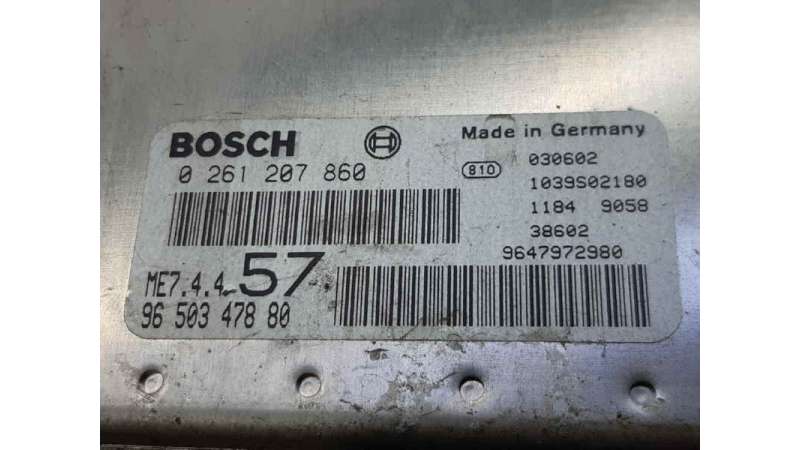 BOSCH
Made in Germany
0 261 207 860
810
030602
1039S02180
1184 9058
38602
9647972980
ME7.4.4 57
96 503 478 80